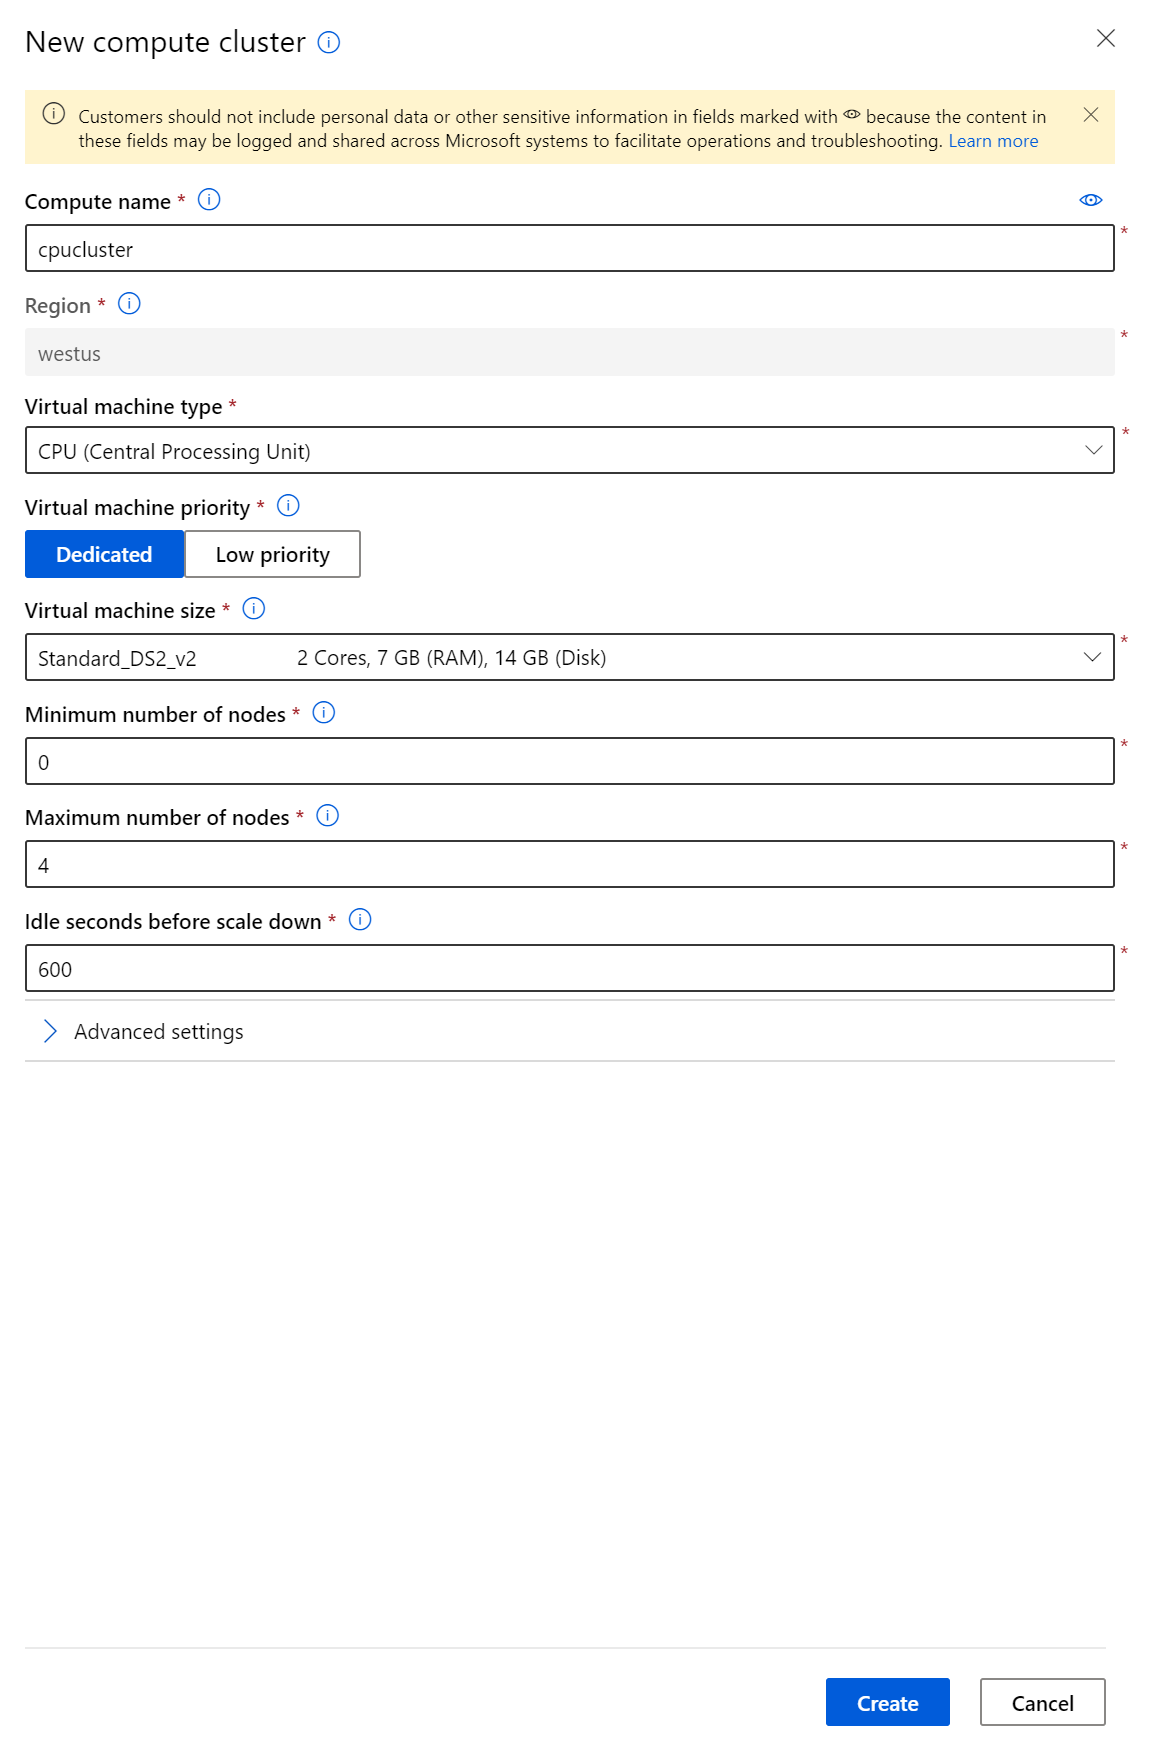 New compute cluster
Customers should not include personal data or other sensitive information in fields marked with because the content in
these fields may be logged and shared across Microsoft systems to facilitate operations and troubleshooting. Learn more
Compute name *
cpucluster *
Region *
westus *
Virtual machine type *
CPU (Central Processing Unit) *
Virtual machine priority *
Dedicated Low priority
Virtual machine size *
Standard_DS2_v2 2 Cores, 7 GB (RAM), 14 GB (Disk) *
Minimum number of nodes *
0 *
Maximum number of nodes *
4 *
Idle seconds before scale down *
600 *
Advanced settings
Create Cancel